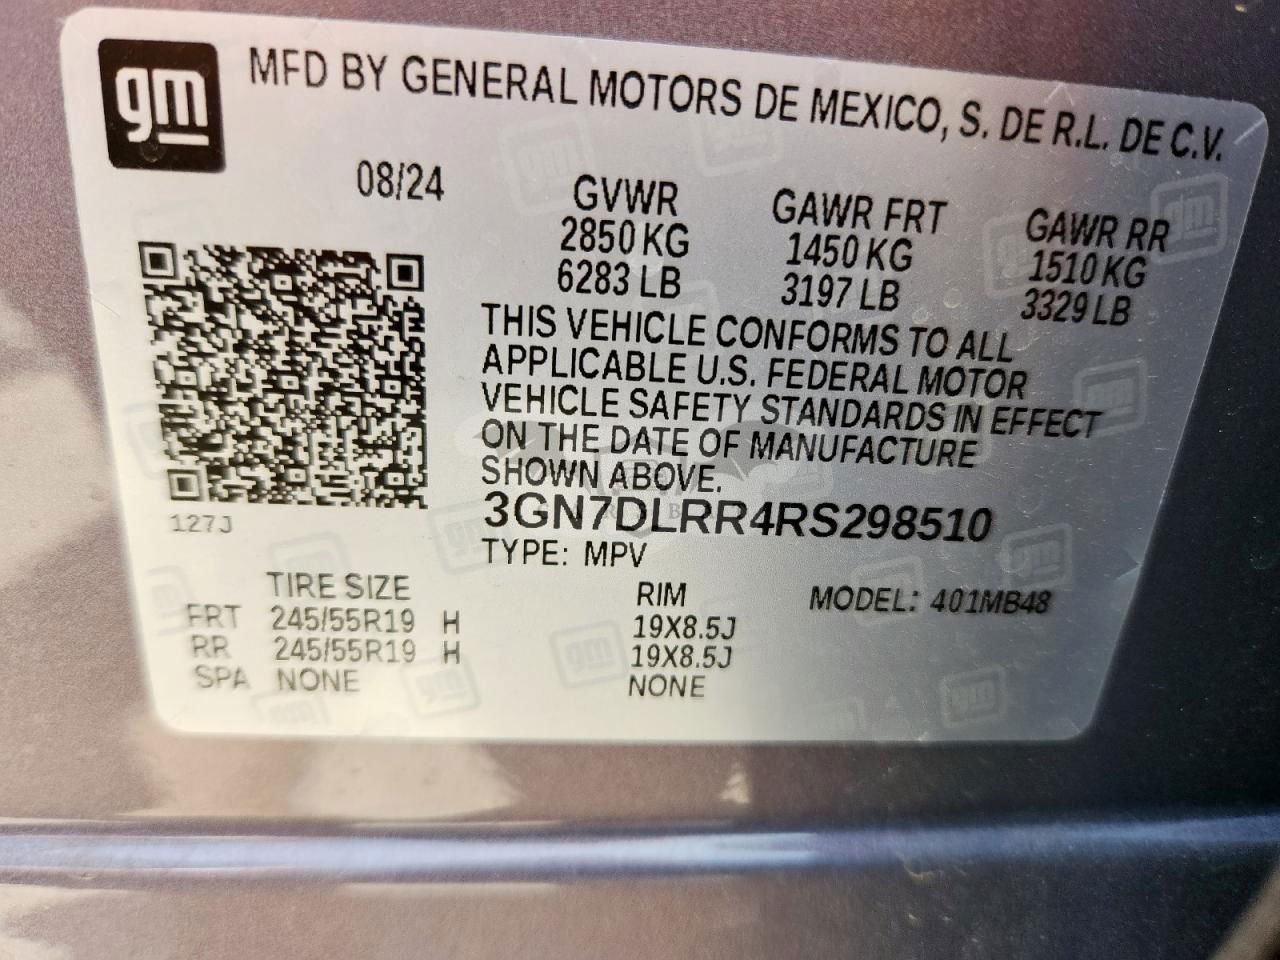 gm MFD BY GENERAL MOTORS DE MEXICO, S. DE R.L. DE C.V.
08/24
GVWR GAWR FRT GAWR RR
2850 KG 1450 KG 1510 KG
6283 LB 3197 LB 3329 LB
THIS VEHICLE CONFORMS TO ALL
APPLICABLE U.S. FEDERAL MOTOR
VEHICLE SAFETY STANDARDS IN EFFECT
ON THE DATE OF MANUFACTURE
SHOWN ABOVE.
3GN7DLRR4RS298510
127J
TYPE: MPV
TIRE SIZE RIM MODEL: 401MB48
FRT 245/55R19 H 19X8.5J
RR 245/55R19 H 19X8.5J
SPA NONE NONE